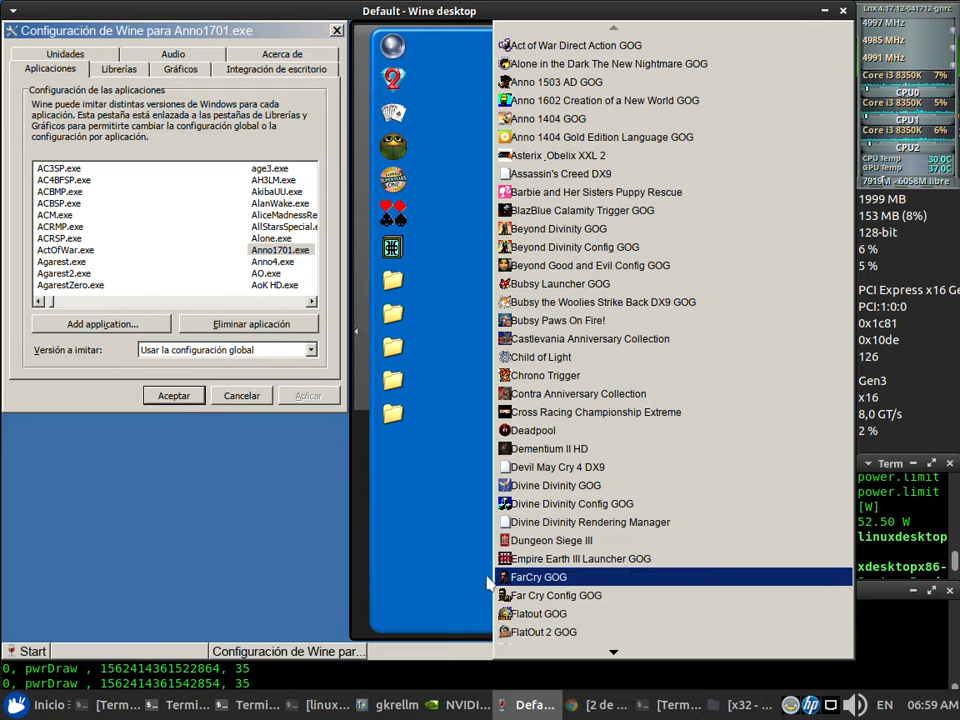 Default - Wine desktop
Configuración de Wine para Anno1701.exe
Unidades
Audio
Acerca de
Aplicaciones
Librerías
Gráficos
Integración de escritorio
Configuración de las aplicaciones
Wine puede imitar distintas versiones de Windows para cada
aplicación. Esta pestaña está enlazada a las pestañas de Librerías y
Gráficos para permitirte cambiar la configuración global o la
configuración por aplicación.
AC3SP.exe
AC4BFSP.exe
ACBMP.exe
ACBSP.exe
ACM.exe
ACRMP.exe
ACRSP.exe
ActOfWar.exe
Agarest.exe
Agarest2.exe
AgarestZero.exe
age3.exe
AH3LM.exe
AkibaUU.exe
AlanWake.exe
AliceMadnessRe
AllStarsSpecial.
Alone.exe
Anno1701.exe
Anno4.exe
AO.exe
AoK HD.exe
Add application...
Eliminar aplicación
Versión a imitar:
Usar la configuración global
Aceptar
Cancelar
Aplicar
Act of War Direct Action GOG
Alone in the Dark The New Nightmare GOG
Anno 1503 AD GOG
Anno 1602 Creation of a New World GOG
Anno 1404 GOG
Anno 1404 Gold Edition Language GOG
Asterix ¸Obelix XXL 2
Assassin's Creed DX9
Barbie and Her Sisters Puppy Rescue
BlazBlue Calamity Trigger GOG
Beyond Divinity GOG
Beyond Divinity Config GOG
Beyond Good and Evil Config GOG
Bubsy Launcher GOG
Bubsy the Woolies Strike Back DX9 GOG
Bubsy Paws On Fire!
Castlevania Anniversary Collection
Child of Light
Chrono Trigger
Contra Anniversary Collection
Cross Racing Championship Extreme
Deadpool
Dementium II HD
Devil May Cry 4 DX9
Divine Divinity GOG
Divine Divinity Config GOG
Divine Divinity Rendering Manager
Dungeon Siege III
Empire Earth III Launcher GOG
FarCry GOG
Far Cry Config GOG
Flatout GOG
FlatOut 2 GOG
Lnx 4.17.12-041712-gnrc
4997 MHz
4985 MHz
4991 MHz
Core i3 8350K 7%
CPU0
Core i3 8350K 5%
CPU1
Core i3 8350K 6%
CPU2
CPU Temp 30,0C
GPU Temp 37,0C
7919M - 6058M libre
1999 MB
153 MB (8%)
128-bit
6 %
5 %
PCI Express x16 Ge
PCI:1:0:0
0x1c81
0x10de
126
Gen3
x16
8,0 GT/s
2 %
Term
power.limit
power.limit
[W]
52.50 W
linuxdesktop
xdesktopx86-
Start
Configuración de Wine par...
0, pwrDraw , 1562414361522864, 35
0, pwrDraw , 1562414361542854, 35
Inicio
[Term...
Termi...
Termi...
[linux...
gkrellm
NVIDI...
Defa...
[2 de ...
[Term...
[x32 - ...
EN
06:59 AM